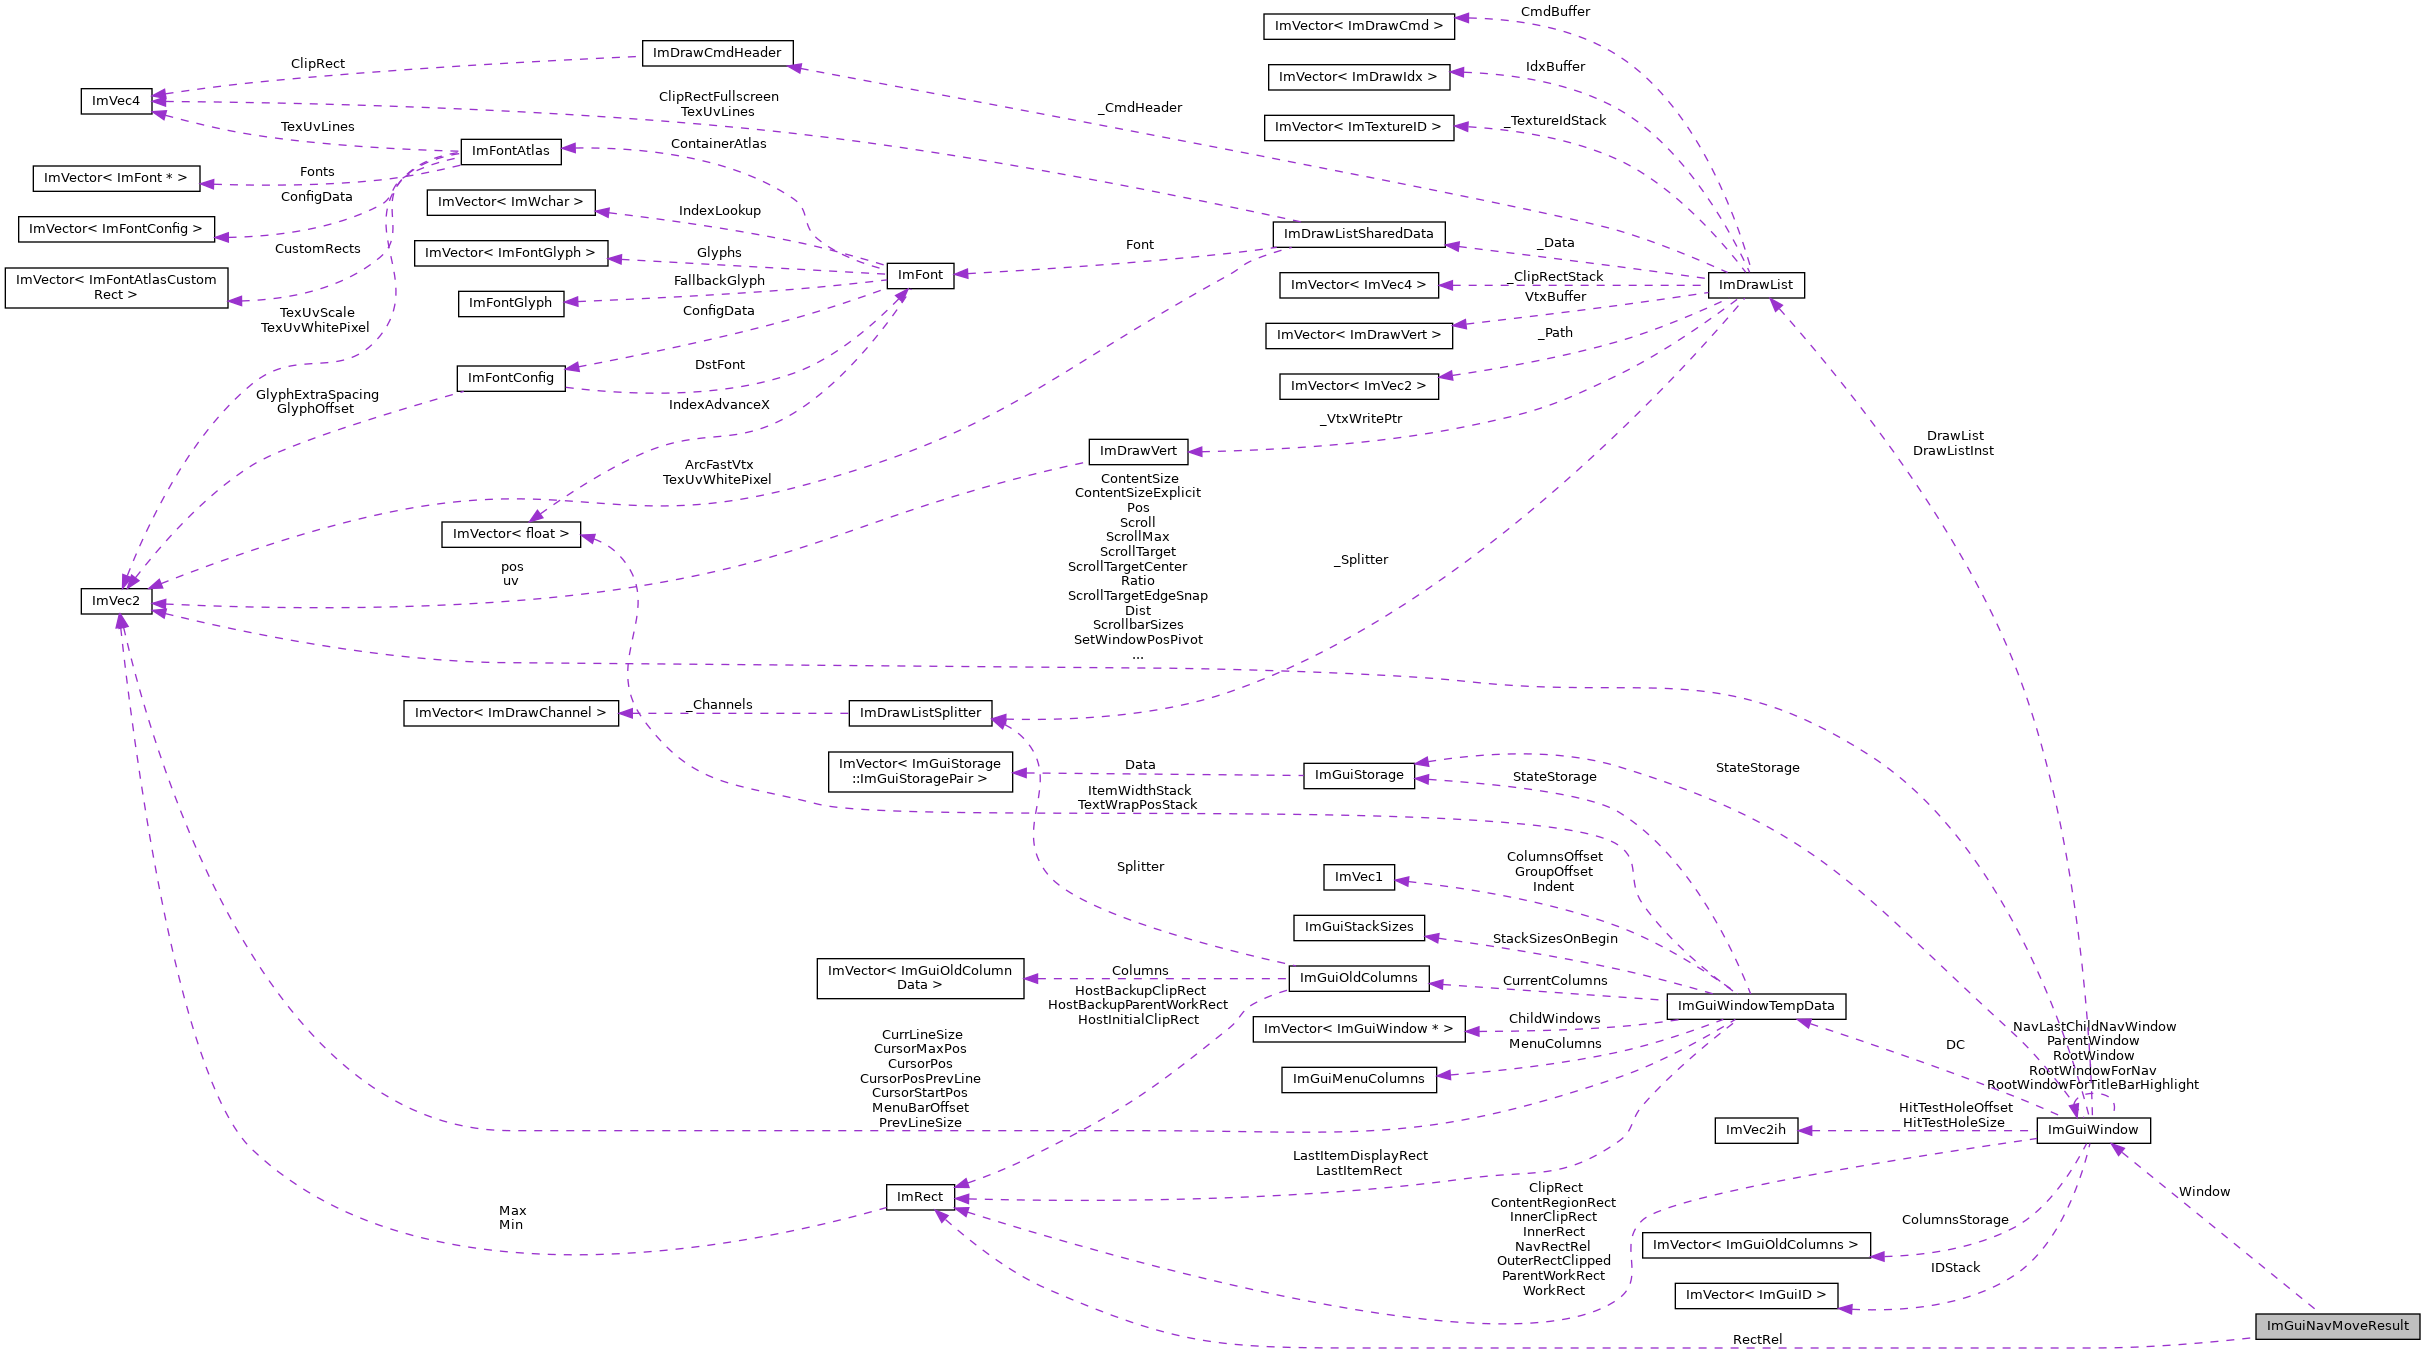 CmdBuffer
ImVector< ImDrawCmd >
ImDrawCmdHeader
ClipRect
IdxBuffer
ImVector< ImDrawIdx >
ImVec4
ClipRectFullscreen
TexUvLines
_CmdHeader
_TextureIdStack
ImVector< ImTextureID >
TexUvLines
ImFontAtlas
ContainerAtlas
Fonts
ImVector< ImFont * >
ConfigData
ImVector< ImWchar >
IndexLookup
ImVector< ImFontConfig >
ImDrawListSharedData
Font
_Data
CustomRects
ImVector< ImFontGlyph >
Glyphs
ImFont
ImVector< ImFontAtlasCustom
Rect >
FallbackGlyph
ImFontGlyph
_ClipRectStack
ImVector< ImVec4 >
ImDrawList
VtxBuffer
ConfigData
TexUvScale
TexUvWhitePixel
_Path
ImVector< ImDrawVert >
DstFont
ImFontConfig
ImVector< ImVec2 >
GlyphExtraSpacing
GlyphOffset
IndexAdvanceX
_VtxWritePtr
DrawList
DrawListInst
ImDrawVert
ArcFastVtx
TexUvWhitePixel
ContentSize
ContentSizeExplicit
Pos
Scroll
ScrollMax
ScrollTarget
ScrollTargetCenter
Ratio
ScrollTargetEdgeSnap
Dist
ScrollbarSizes
SetWindowPosPivot
...
ImVector< float >
_Splitter
pos
uv
ImVec2
_Channels
ImVector< ImDrawChannel >
ImDrawListSplitter
ImVector< ImGuiStorage
::ImGuiStoragePair >
Data
ImGuiStorage
StateStorage
StateStorage
ItemWidthStack
TextWrapPosStack
Splitter
ColumnsOffset
GroupOffset
Indent
ImVec1
ImGuiStackSizes
StackSizesOnBegin
ImVector< ImGuiOldColumn
Data >
Columns
ImGuiOldColumns
CurrentColumns
HostBackupClipRect
HostBackupParentWorkRect
HostInitialClipRect
ImGuiWindowTempData
ChildWindows
ImVector< ImGuiWindow * >
MenuColumns
ImGuiMenuColumns
DC
NavLastChildNavWindow
ParentWindow
RootWindow
RootWindowForNav
RootWindowForTitleBarHighlight
CurrLineSize
CursorMaxPos
CursorPos
CursorPosPrevLine
CursorStartPos
MenuBarOffset
PrevLineSize
HitTestHoleOffset
HitTestHoleSize
ImVec2ih
ImGuiWindow
LastItemDisplayRect
LastItemRect
ImRect
Max
Min
ClipRect
ContentRegionRect
InnerClipRect
InnerRect
NavRectRel
OuterRectClipped
ParentWorkRect
WorkRect
Window
ColumnsStorage
ImVector< ImGuiOldColumns >
IDStack
ImVector< ImGuiID >
ImGuiNavMoveResult
RectRel